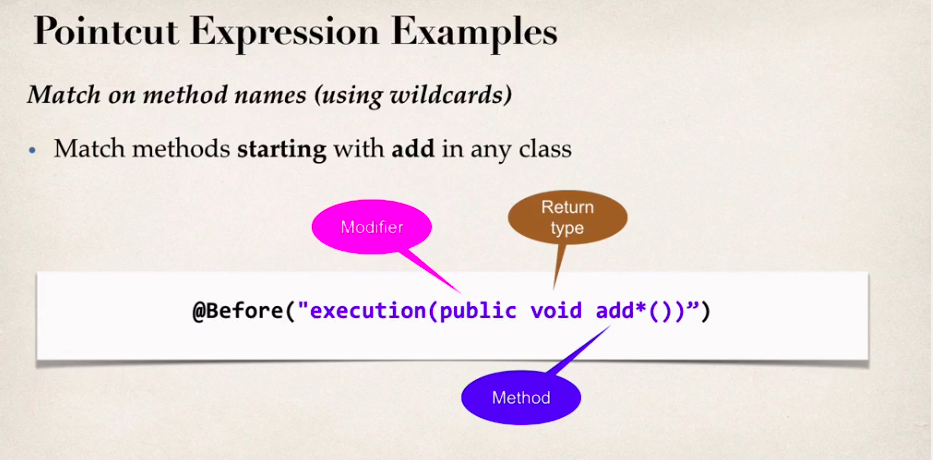 Pointcut Expression Examples
Match on method names (using wildcards)
• Match methods starting with add in any class
Modifier
Return
type
@Before("execution(public void add*())”)
Method